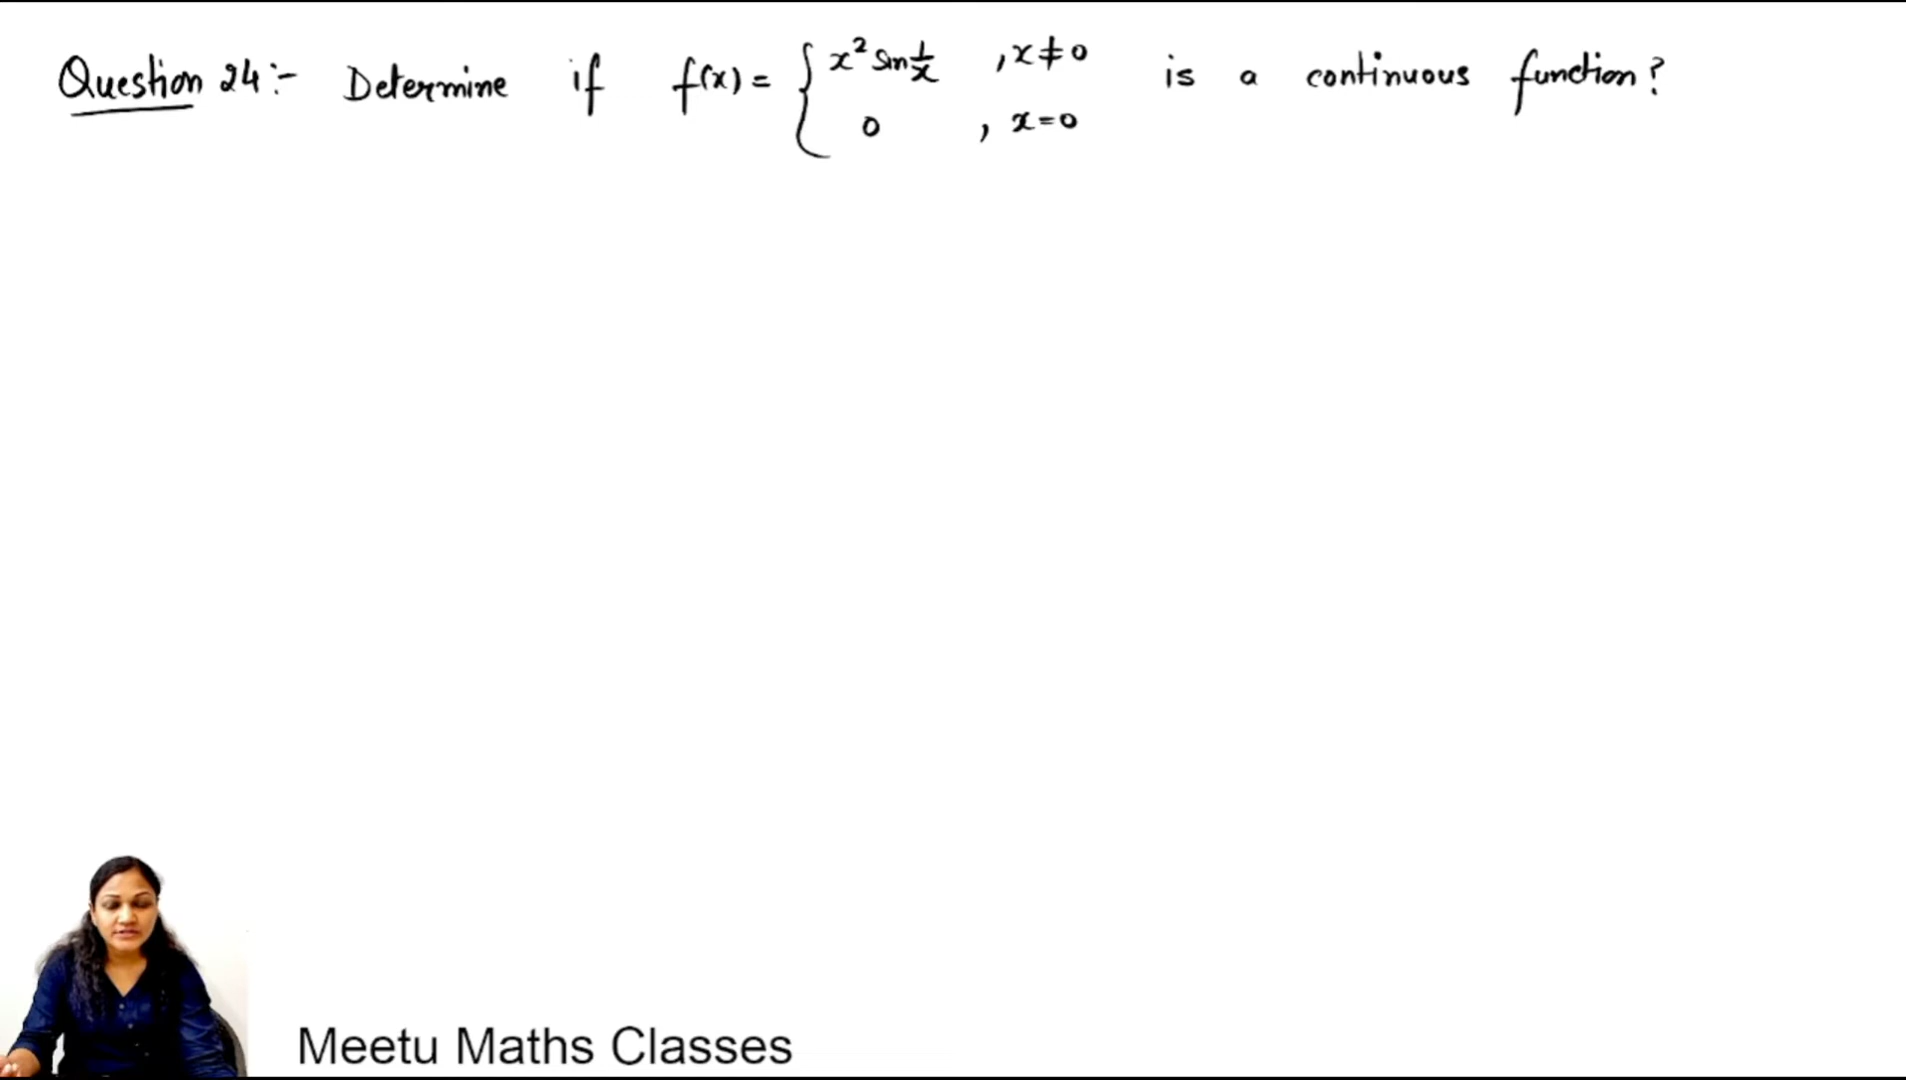 Question 24:- Determine if f(x) = { x² sin 1/x , x≠0 is a continuous function?
0 , x=0
Meetu Maths Classes